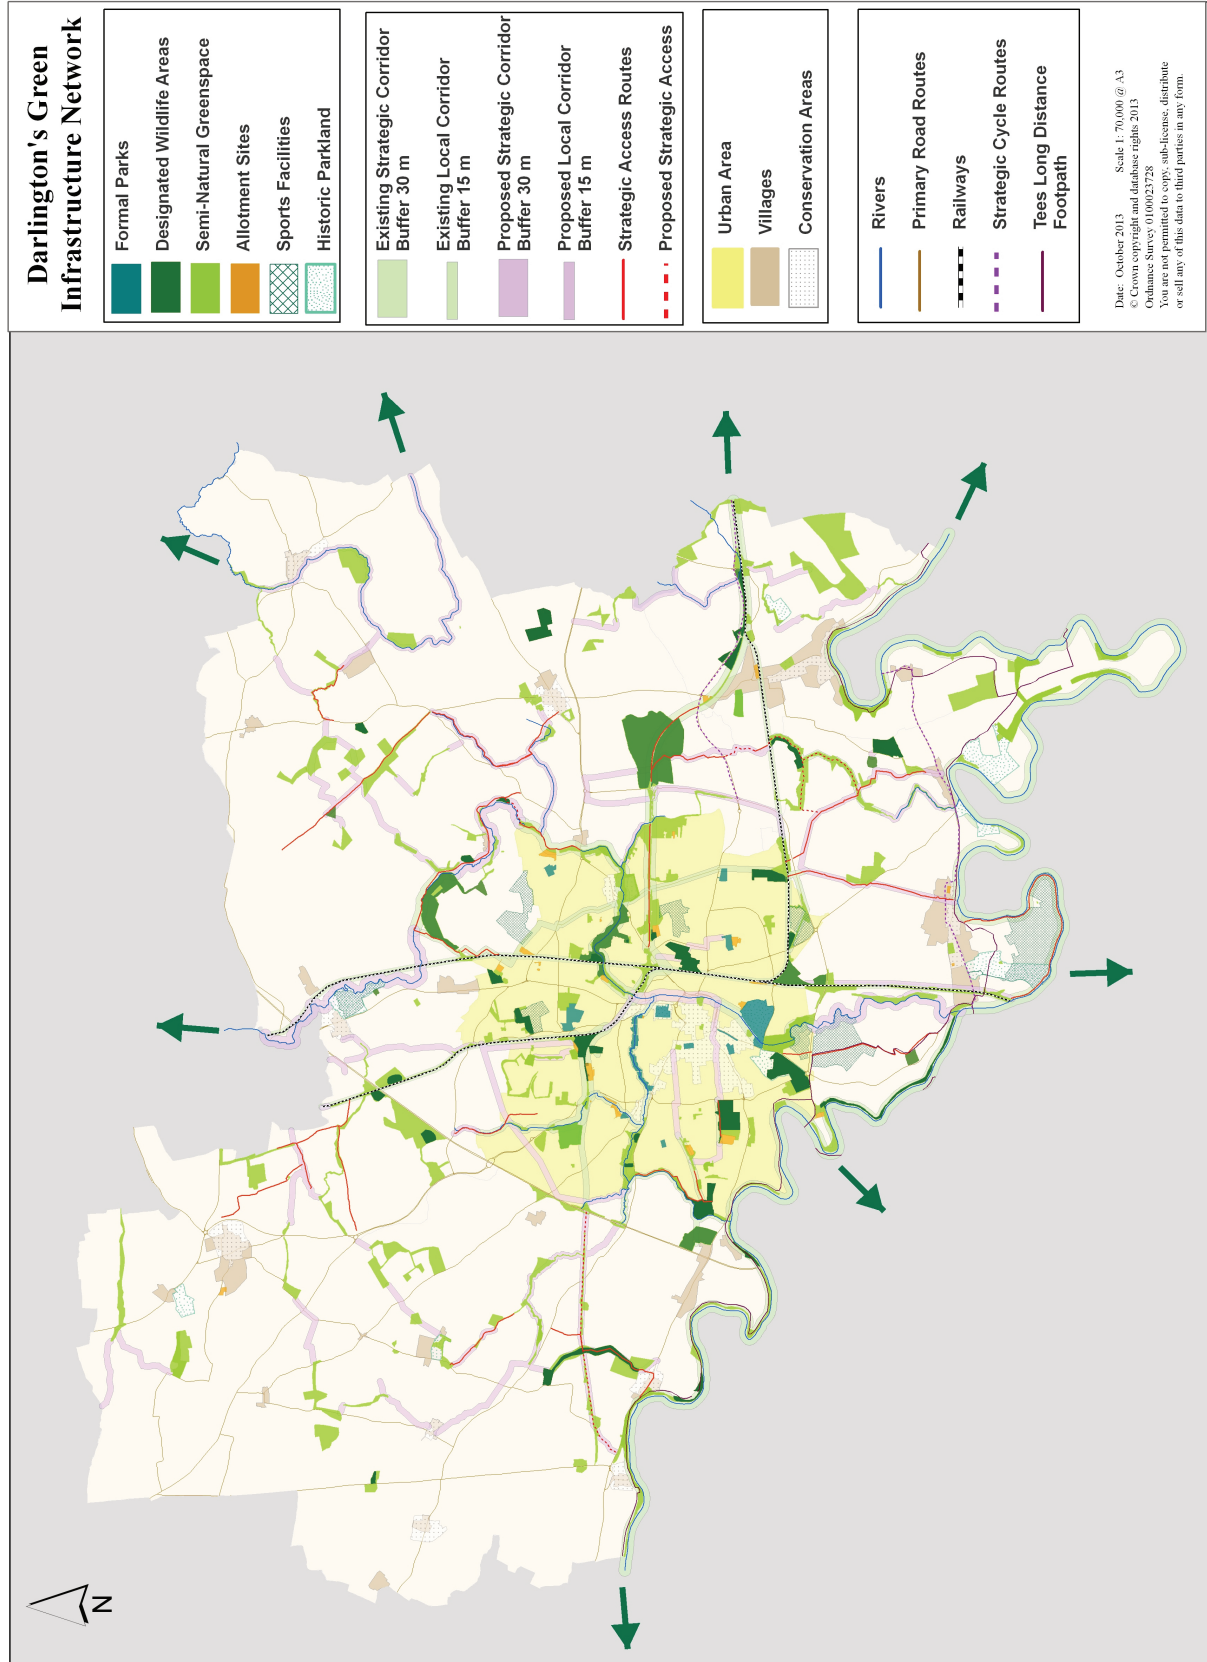 Darlington's Green
Infrastructure Network
Formal Parks
Designated Wildlife Areas
Semi-Natural Greenspace
Allotment Sites
Sports Facilities
Historic Parkland
Existing Strategic Corridor
Buffer 30 m
Existing Local Corridor
Buffer 15 m
Proposed Strategic Corridor
Buffer 30 m
Proposed Local Corridor
Buffer 15 m
Strategic Access Routes
Proposed Strategic Access
Urban Area
Villages
Conservation Areas
Rivers
Primary Road Routes
Railways
Strategic Cycle Routes
Tees Long Distance
Footpath
Date: October 2013 Scale 1: 70,000 @ A3
© Crown copyright and database rights 2013
Ordnance Survey 0100023728
You are not permitted to copy, sub-license, distribute
or sell any of this data to third parties in any form.
N